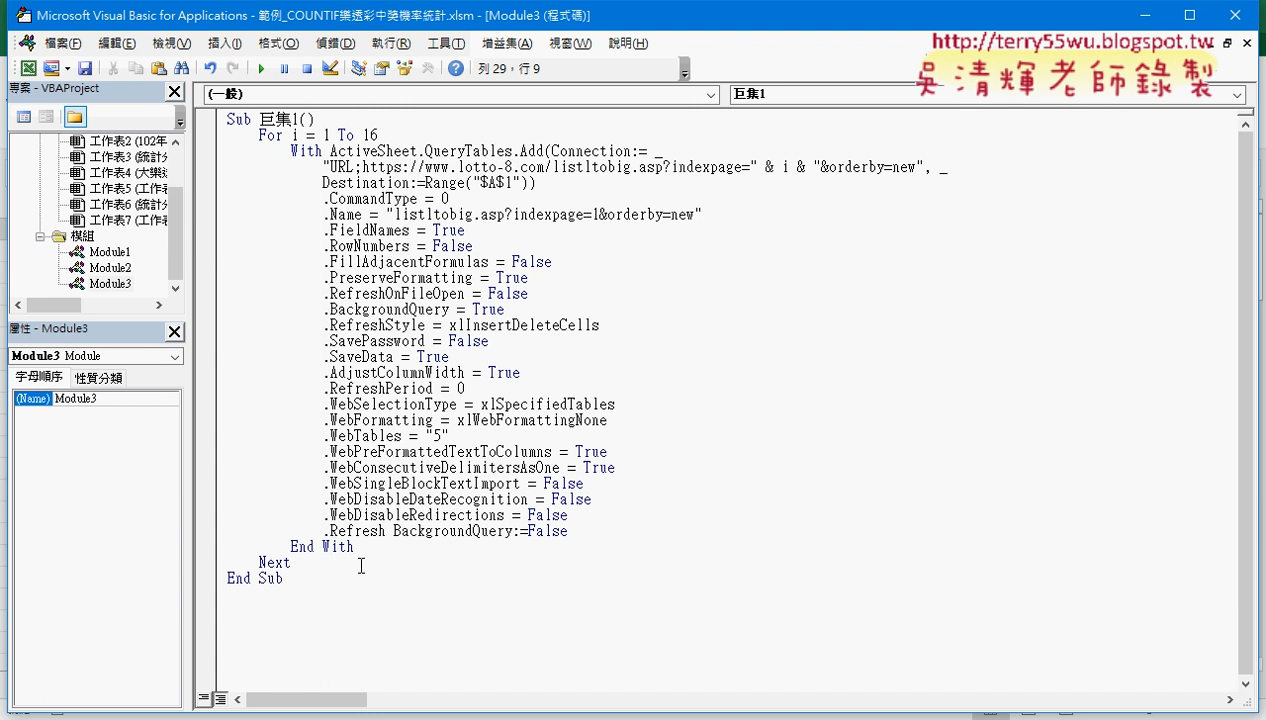 Microsoft Visual Basic for Applications - 範例_COUNTIF樂透彩中獎機率統計.xlsm - [Module3 (程式碼)]
檔案(F) 編輯(E) 檢視(V) 插入(I) 格式(O) 偵錯(D) 執行(R) 工具(T) 增益集(A) 視窗(W) 說明(H)
http://terry55wu.blogspot.tw
吳清輝老師錄製
列 29，行 9
專案 - VBAProject
(一般)
巨集1
工作表2 (102年
工作表3 (統計分
工作表4 (大樂透
工作表5 (工作表
工作表6 (統計分
工作表7 (工作表
模組
Module1
Module2
Module3
屬性 - Module3
Module3 Module
字母順序 性質分類
(Name) Module3
Sub 巨集1()
For i = 1 To 16
With ActiveSheet.QueryTables.Add(Connection:= _
"URL;https://www.lotto-8.com/listltobig.asp?indexpage=" & i & "&orderby=new", _
Destination:=Range("$A$1"))
.CommandType = 0
.Name = "listltobig.asp?indexpage=1&orderby=new"
.FieldNames = True
.RowNumbers = False
.FillAdjacentFormulas = False
.PreserveFormatting = True
.RefreshOnFileOpen = False
.BackgroundQuery = True
.RefreshStyle = xlInsertDeleteCells
.SavePassword = False
.SaveData = True
.AdjustColumnWidth = True
.RefreshPeriod = 0
.WebSelectionType = xlSpecifiedTables
.WebFormatting = xlWebFormattingNone
.WebTables = "5"
.WebPreFormattedTextToColumns = True
.WebConsecutiveDelimitersAsOne = True
.WebSingleBlockTextImport = False
.WebDisableDateRecognition = False
.WebDisableRedirections = False
.Refresh BackgroundQuery:=False
End With
Next
End Sub